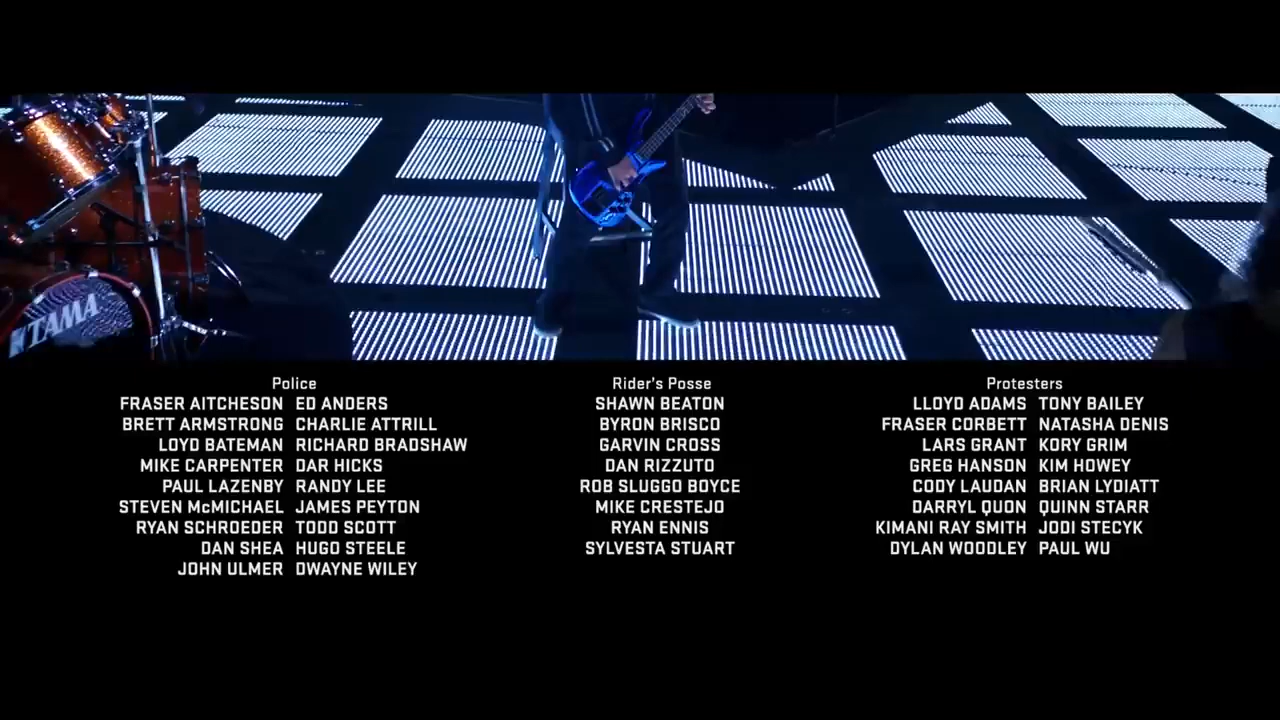 TAMA
Police
FRASER AITCHESON ED ANDERS
BRETT ARMSTRONG CHARLIE ATTRILL
LOYD BATEMAN RICHARD BRADSHAW
MIKE CARPENTER DAR HICKS
PAUL LAZENBY RANDY LEE
STEVEN McMICHAEL JAMES PEYTON
RYAN SCHROEDER TODD SCOTT
DAN SHEA HUGO STEELE
JOHN ULMER DWAYNE WILEY
Rider's Posse
SHAWN BEATON
BYRON BRISCO
GARVIN CROSS
DAN RIZZUTO
ROB SLUGGO BOYCE
MIKE CRESTEJO
RYAN ENNIS
SYLVESTA STUART
Protesters
LLOYD ADAMS TONY BAILEY
FRASER CORBETT NATASHA DENIS
LARS GRANT KORY GRIM
GREG HANSON KIM HOWEY
CODY LAUDAN BRIAN LYDIATT
DARRYL QUON QUINN STARR
KIMANI RAY SMITH JODI STECYK
DYLAN WOODLEY PAUL WU